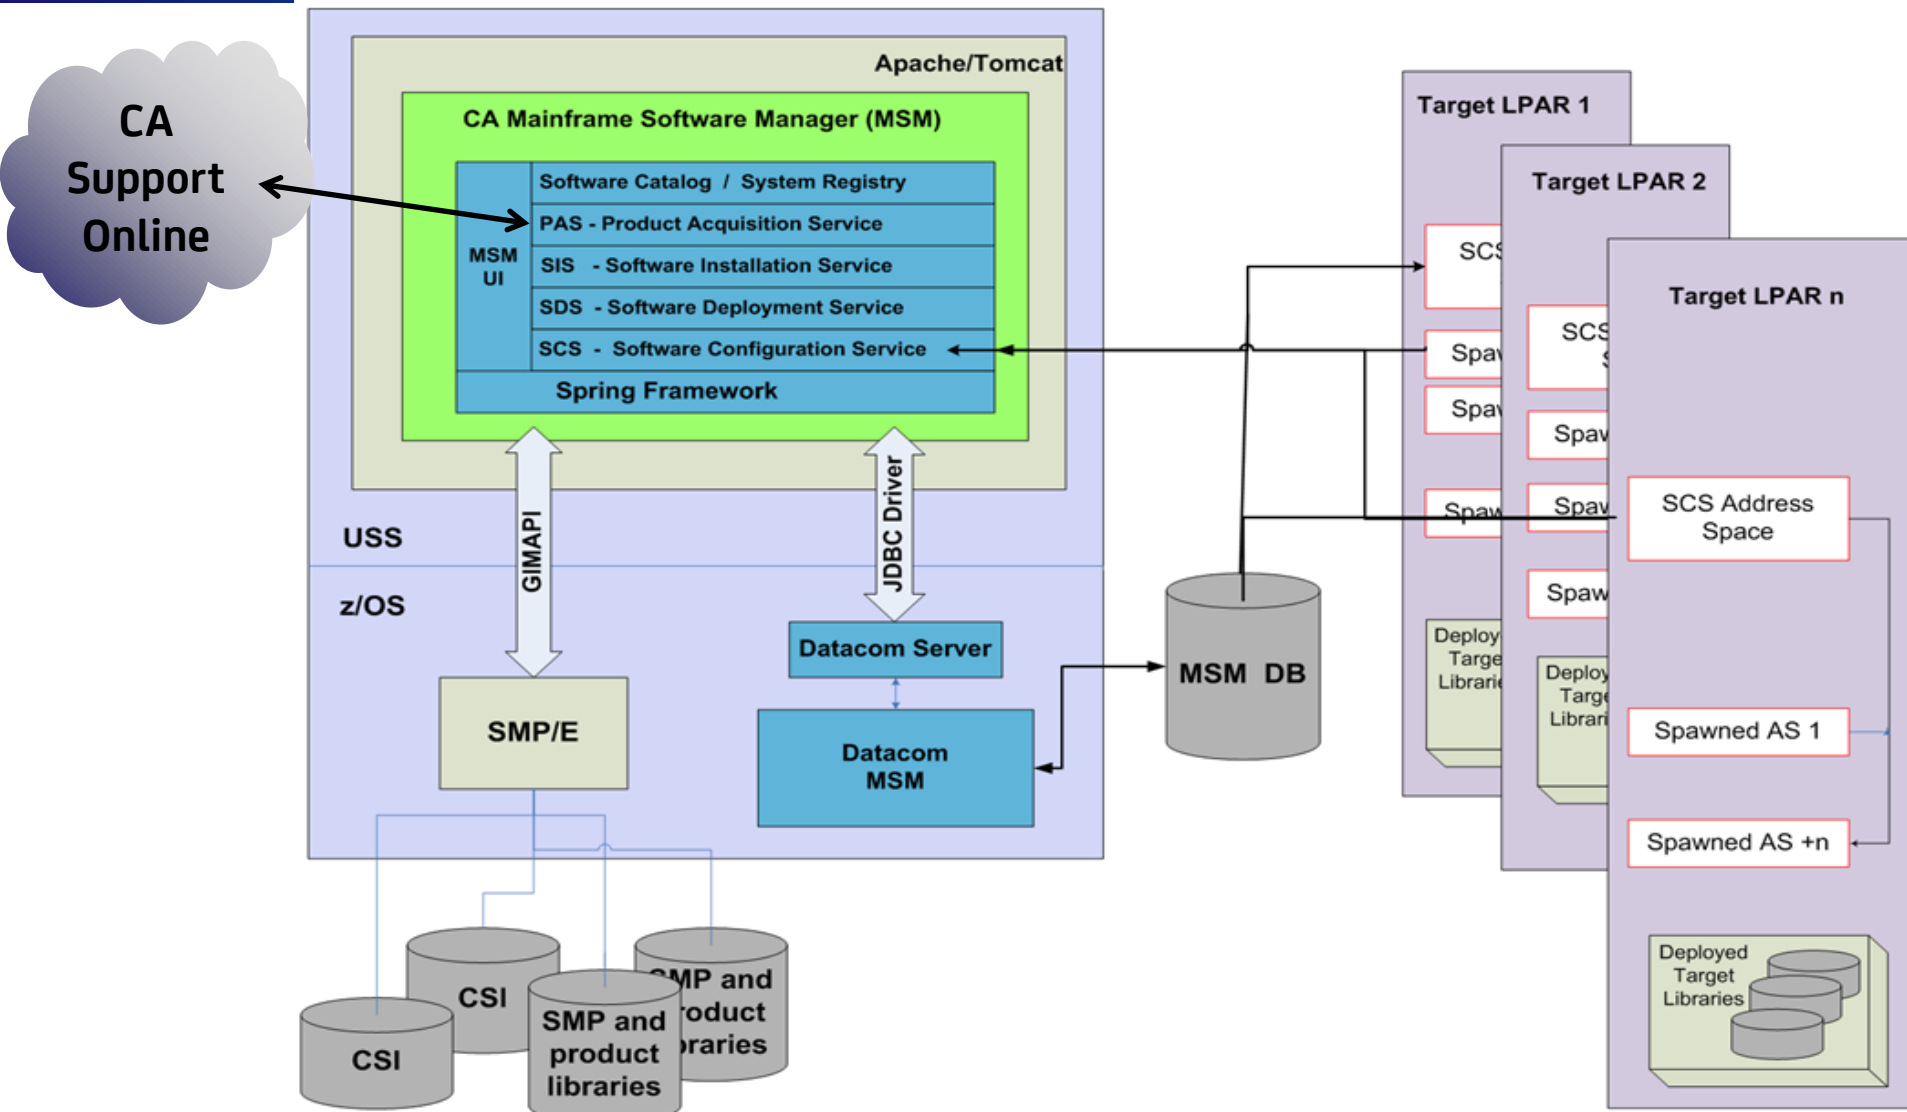 CA
Support
Online
Apache/Tomcat
CA Mainframe Software Manager (MSM)
MSM
UI
Software Catalog / System Registry
PAS - Product Acquisition Service
SIS - Software Installation Service
SDS - Software Deployment Service
SCS - Software Configuration Service
Spring Framework
USS
z/OS
GIMAPI
JDBC Driver
SMP/E
Datacom Server
Datacom
MSM
MSM DB
CSI
CSI
SMP and
product
libraries
Target LPAR 1
Target LPAR 2
Target LPAR n
SCS Address
Space
Spawned AS 1
Spawned AS +n
Deployed
Target
Libraries